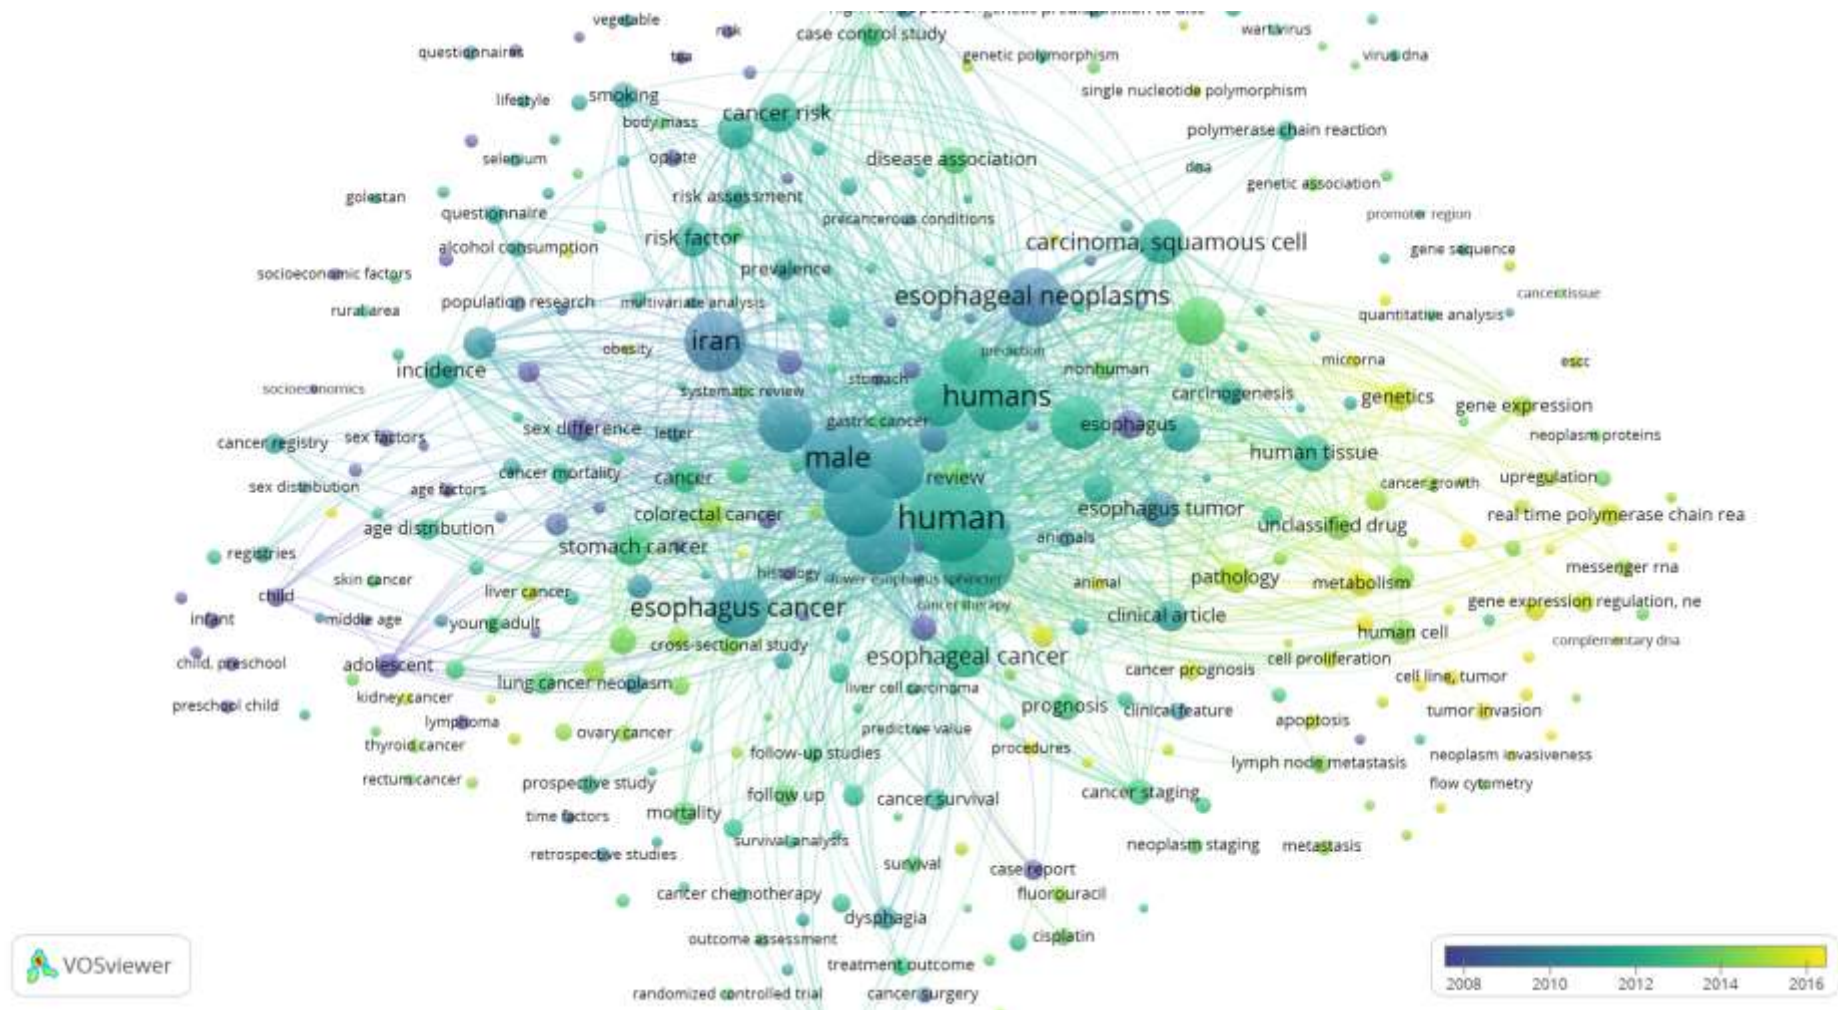 vegetable
risk
case control study
wart virus
questionnaires
tea
genetic polymorphism
virus dna
lifestyle
smoking
single nucleotide polymorphism
body mass
cancer risk
polymerase chain reaction
selenium
opiate
disease association
dna
genetic association
golestan
questionnaire
risk assessment
precancerous conditions
promoter region
alcohol consumption
risk factor
carcinoma, squamous cell
gene sequence
socioeconomic factors
prevalence
esophageal neoplasms
cancer tissue
population research
multivariate analysis
rural area
quantitative analysis
iran
obesity
prediction
microrna
escc
incidence
stomach
nonhuman
socioeconomics
systematic review
humans
carcinogenesis
genetics
gene expression
cancer registry
sex factors
sex difference
letter
gastric cancer
esophagus
neoplasm proteins
male
human tissue
cancer mortality
cancer
review
cancer growth
upregulation
sex distribution
age factors
age distribution
colorectal cancer
human
esophagus tumor
unclassified drug
real time polymerase chain rea
registries
stomach cancer
animals
skin cancer
histology
lower esophagus sphincter
animal
pathology
metabolism
messenger rna
child
liver cancer
esophagus cancer
cancer therapy
clinical article
gene expression regulation, ne
infant
middle age
young adult
human cell
complementary dna
child, preschool
adolescent
cross-sectional study
esophageal cancer
cancer prognosis
cell proliferation
cell line, tumor
preschool child
kidney cancer
lung cancer neoplasm
liver cell carcinoma
prognosis
clinical feature
apoptosis
tumor invasion
lymphoma
ovary cancer
predictive value
thyroid cancer
follow-up studies
procedures
lymph node metastasis
neoplasm invasiveness
rectum cancer
prospective study
follow up
cancer survival
cancer staging
flow cytometry
time factors
mortality
survival analysis
neoplasm staging
metastasis
retrospective studies
survival
case report
cancer chemotherapy
fluorouracil
dysphagia
outcome assessment
cisplatin
treatment outcome
randomized controlled trial
cancer surgery
VOSviewer
2008 2010 2012 2014 2016